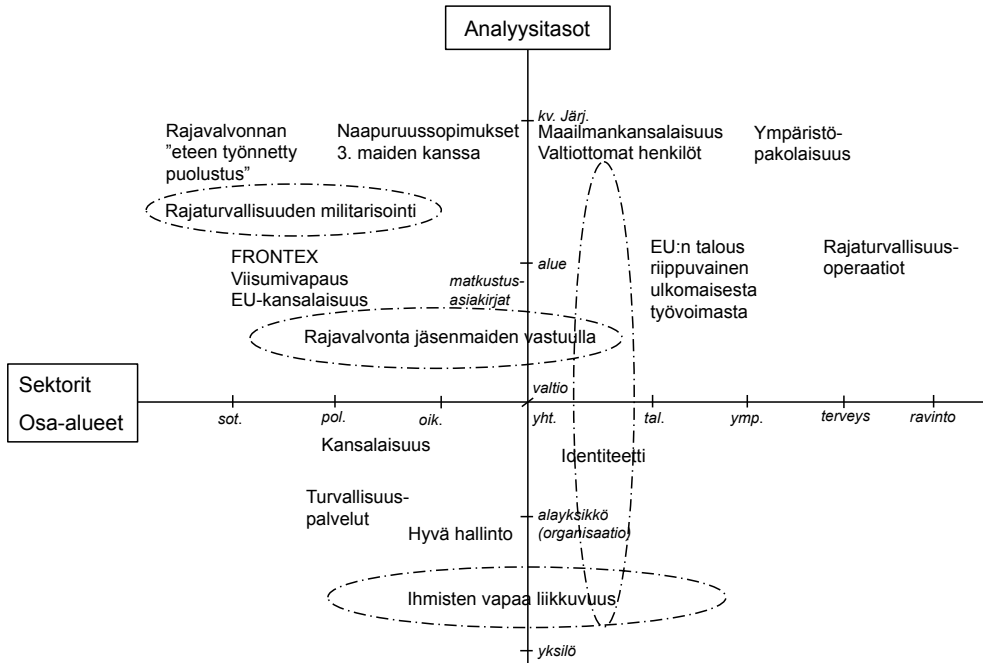 Analyysitasot
kv. Järj.
Rajavalvonnan
”eteen työnnetty
puolustus”
Naapuruussopimukset
3. maiden kanssa
Maailmankansalaisuus
Valtiottomat henkilöt
Ympäristö-
pakolaisuus
Rajaturvallisuuden militarisointi
FRONTEX
Viisumivapaus
EU-kansalaisuus
matkustus-
asiakirjat
alue
EU:n talous
riippuvainen
ulkomaisesta
työvoimasta
Rajaturvallisuus-
operaatiot
Rajavalvonta jäsenmaiden vastuulla
valtio
Sektorit
Osa-alueet
sot.
pol.
oik.
yht.
tal.
ymp.
terveys
ravinto
Kansalaisuus
Identiteetti
Turvallisuus-
palvelut
Hyvä hallinto
alayksikkö
(organisaatio)
Ihmisten vapaa liikkuvuus
yksilö